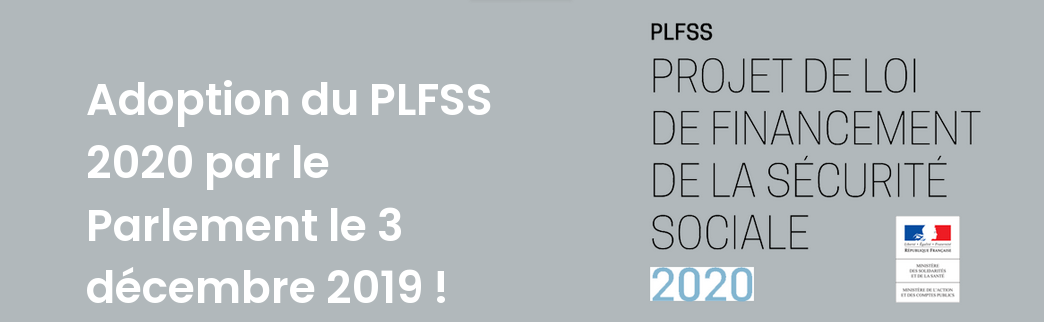 Adoption du PLFSS
2020 par le
Parlement le 3
décembre 2019 !
PLFSS
PROJET DE LOI
DE FINANCEMENT
DE LA SÉCURITÉ
SOCIALE
2020
Liberté • Égalité • Fraternité
RÉPUBLIQUE FRANÇAISE
MINISTÈRE
DES SOLIDARITÉS
ET DE LA SANTÉ
MINISTÈRE DE L'ACTION
ET DES COMPTES PUBLICS